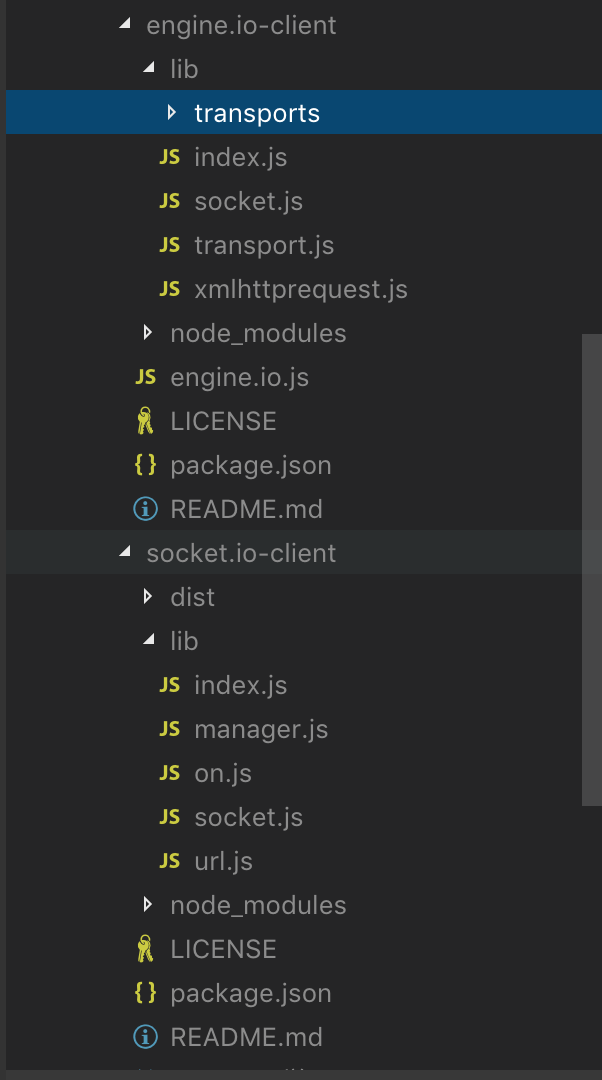 engine.io-client
lib
transports
JS index.js
JS socket.js
JS transport.js
JS xmlhttprequest.js
node_modules
JS engine.io.js
LICENSE
{} package.json
README.md
socket.io-client
dist
lib
JS index.js
JS manager.js
JS on.js
JS socket.js
JS url.js
node_modules
LICENSE
{} package.json
README.md